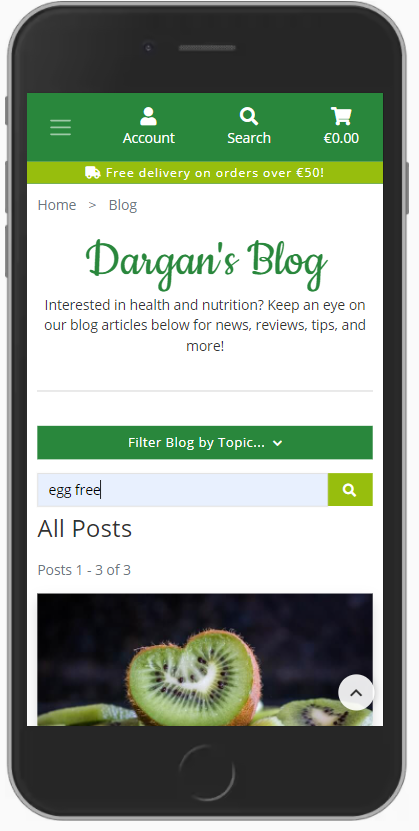 Account Search €0.00
Free delivery on orders over €50!
Home > Blog
Dargan's Blog
Interested in health and nutrition? Keep an eye on
our blog articles below for news, reviews, tips, and
more!
Filter Blog by Topic...
egg free
All Posts
Posts 1 - 3 of 3